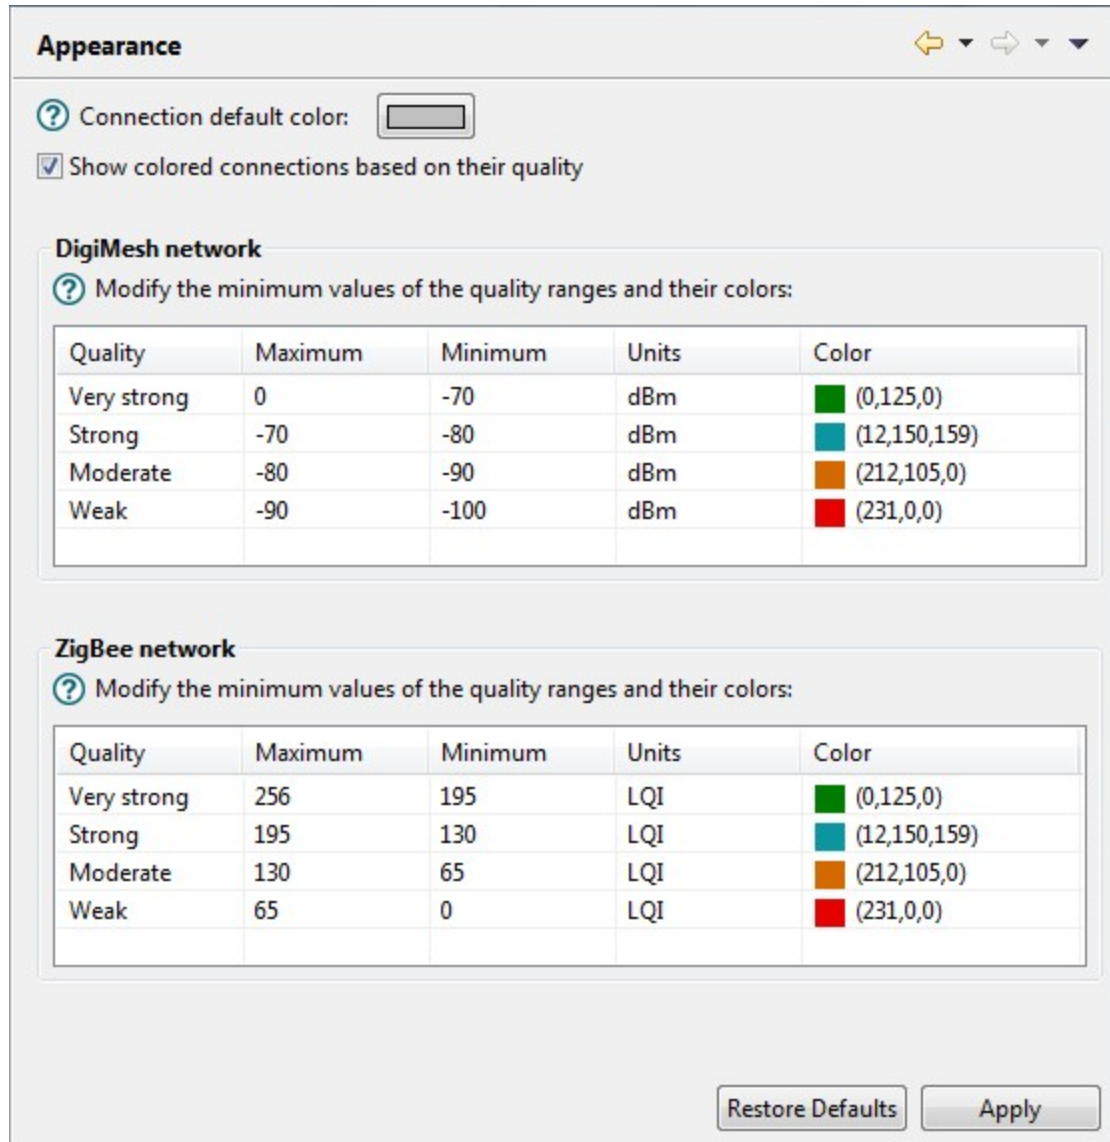 Appearance
? Connection default color:
Show colored connections based on their quality
DigiMesh network
? Modify the minimum values of the quality ranges and their colors:
Quality Maximum Minimum Units Color
Very strong 0 -70 dBm (0,125,0)
Strong -70 -80 dBm (12,150,159)
Moderate -80 -90 dBm (212,105,0)
Weak -90 -100 dBm (231,0,0)
ZigBee network
? Modify the minimum values of the quality ranges and their colors:
Quality Maximum Minimum Units Color
Very strong 256 195 LQI (0,125,0)
Strong 195 130 LQI (12,150,159)
Moderate 130 65 LQI (212,105,0)
Weak 65 0 LQI (231,0,0)
Restore Defaults Apply